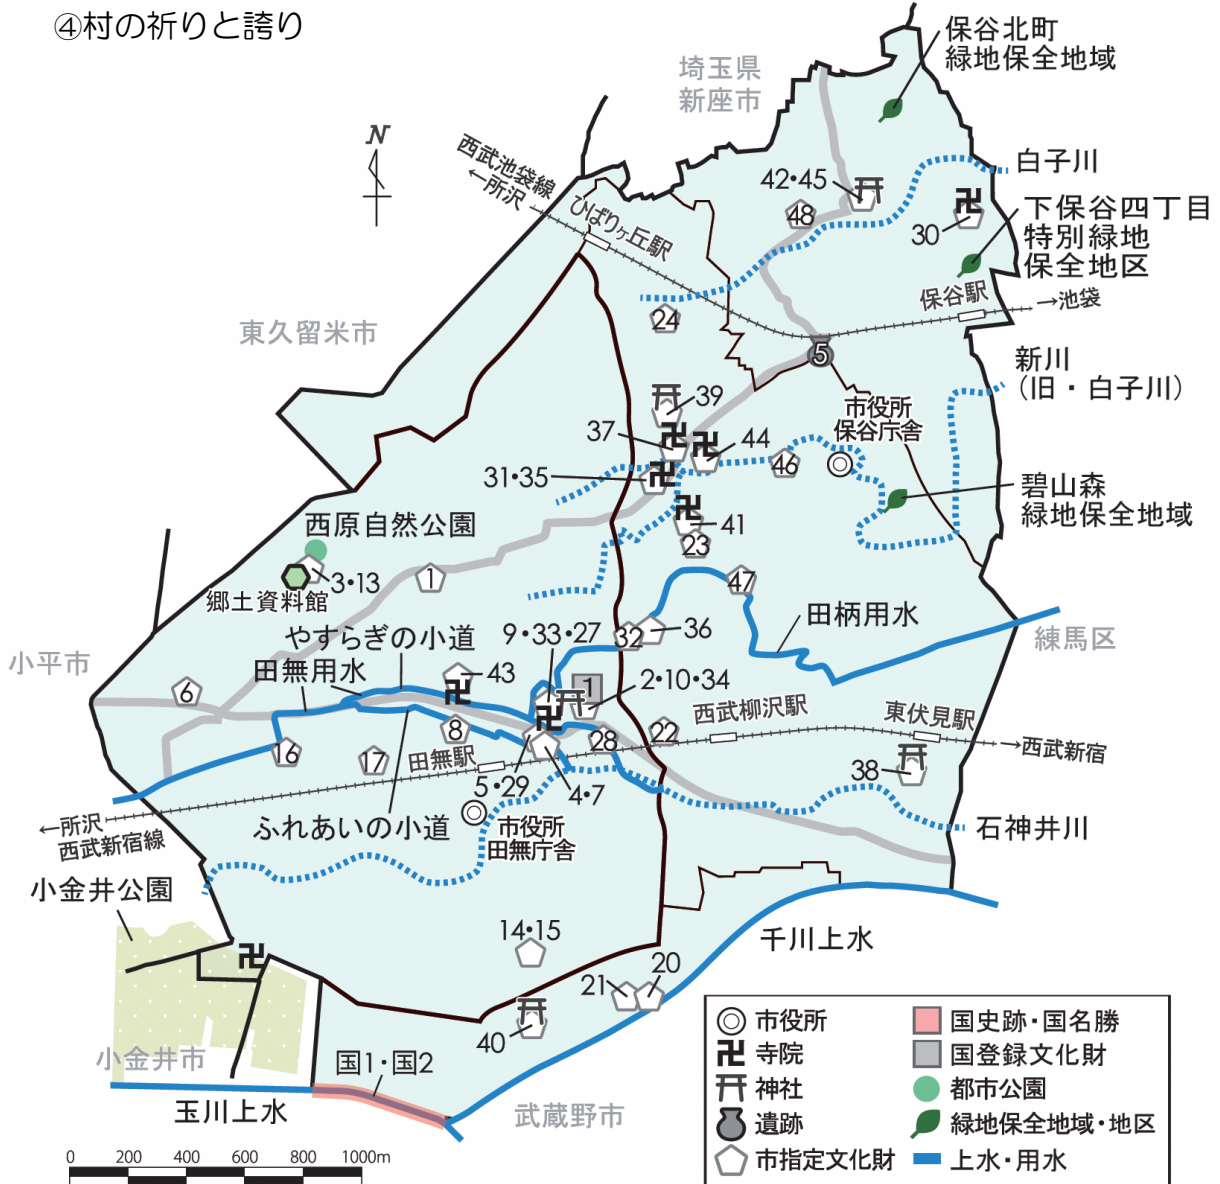 ④村の祈りと誇り
保谷北町
緑地保全地域
埼玉県
新座市
N
西武池袋線
←所沢
ひばりヶ丘駅
白子川
42・45
48
30
下保谷四丁目
特別緑地
保全地区
保谷駅
→池袋
24
東久留米市
5
新川
（旧・白子川）
39
市役所
保谷庁舎
37
44
46
31・35
碧山森
緑地保全地域
41
23
西原自然公園
3・13
郷土資料館
1
47
田柄用水
やすらぎの小道
9・33・27
32
36
練馬区
小平市
田無用水
6
43
1
2・10・34
西武柳沢駅
東伏見駅
→西武新宿
16
17
8
28
22
田無駅
38
5・29
4・7
←所沢
西武新宿線
ふれあいの小道
市役所
田無庁舎
石神井川
小金井公園
14・15
千川上水
21
20
40
小金井市
国1・国2
玉川上水
武蔵野市
0 200 400 600 800 1000m
市役所
寺院
神社
遺跡
市指定文化財
国史跡・国名勝
国登録文化財
都市公園
緑地保全地域・地区
上水・用水